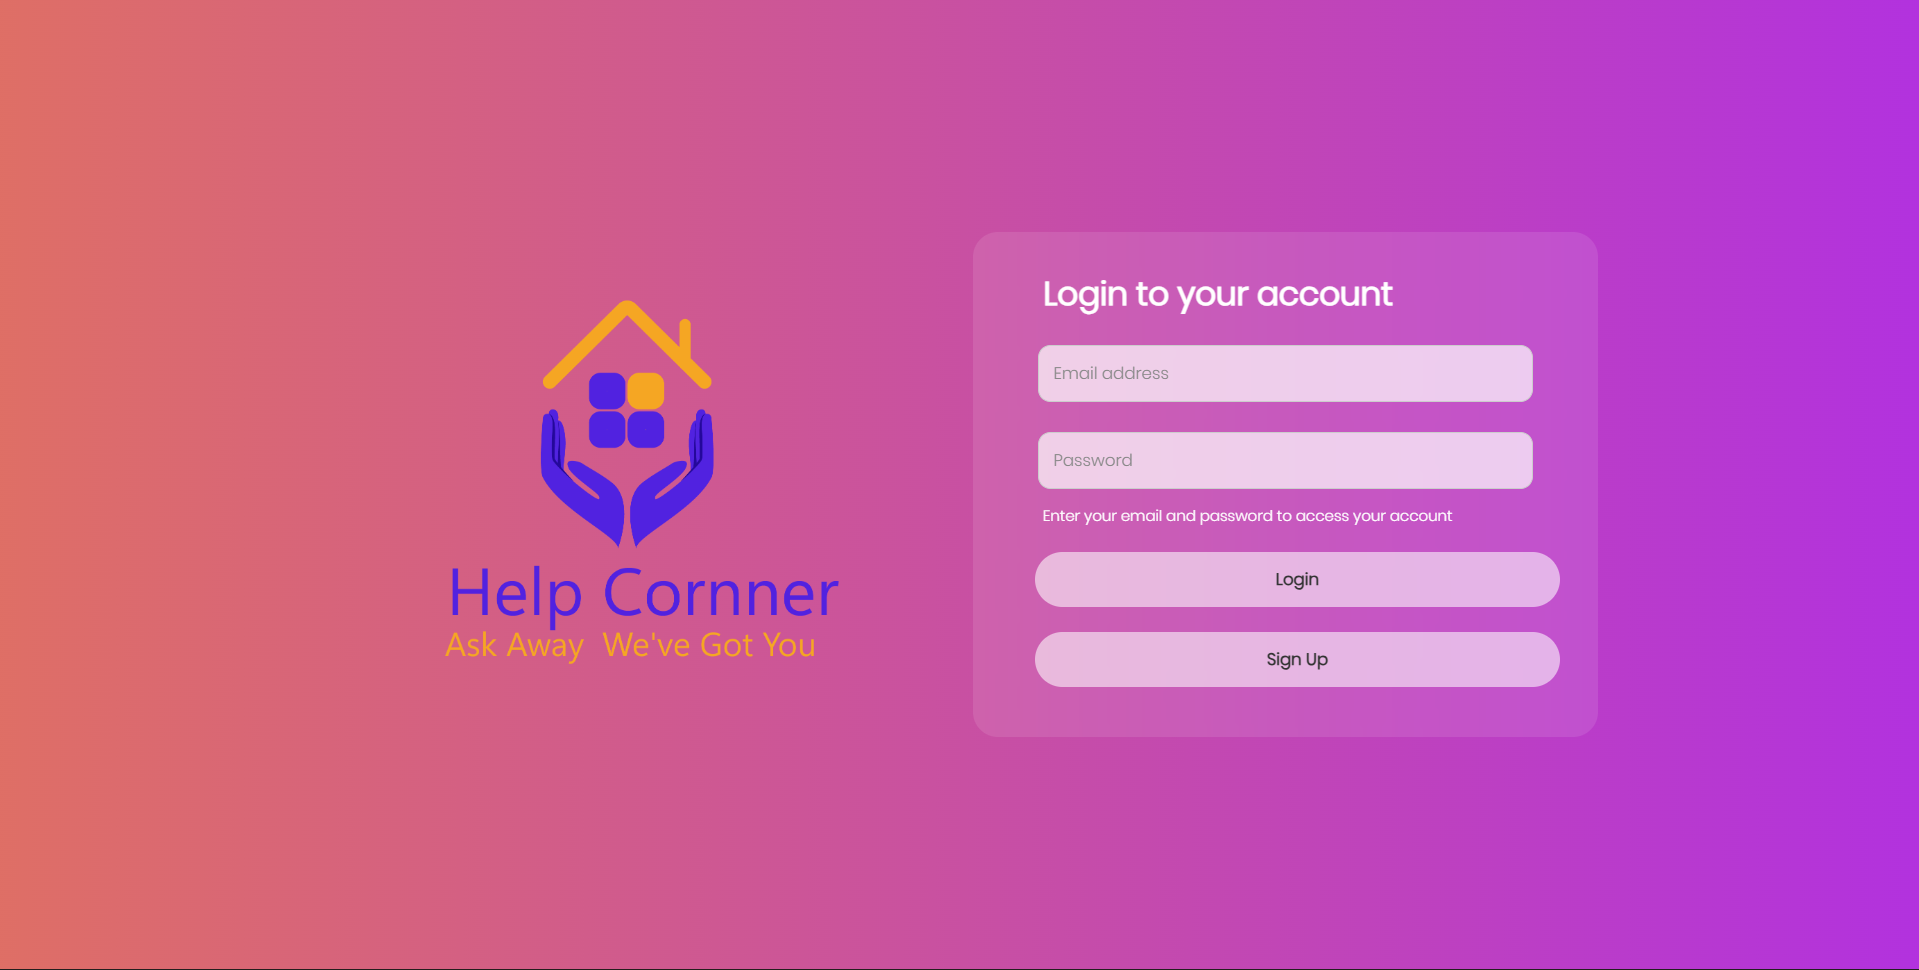 Help Cornner
Ask Away We've Got You
Login to your account
Email address
Password
Enter your email and password to access your account
Login
Sign Up